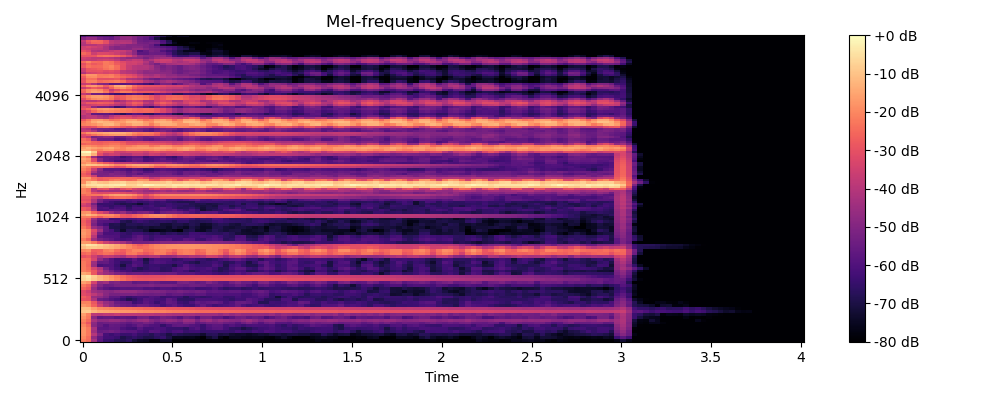 Mel-frequency Spectrogram
Hz
4096
2048
1024
512
0
0
0.5
1
1.5
2
2.5
3
3.5
4
Time
+0 dB
-10 dB
-20 dB
-30 dB
-40 dB
-50 dB
-60 dB
-70 dB
-80 dB